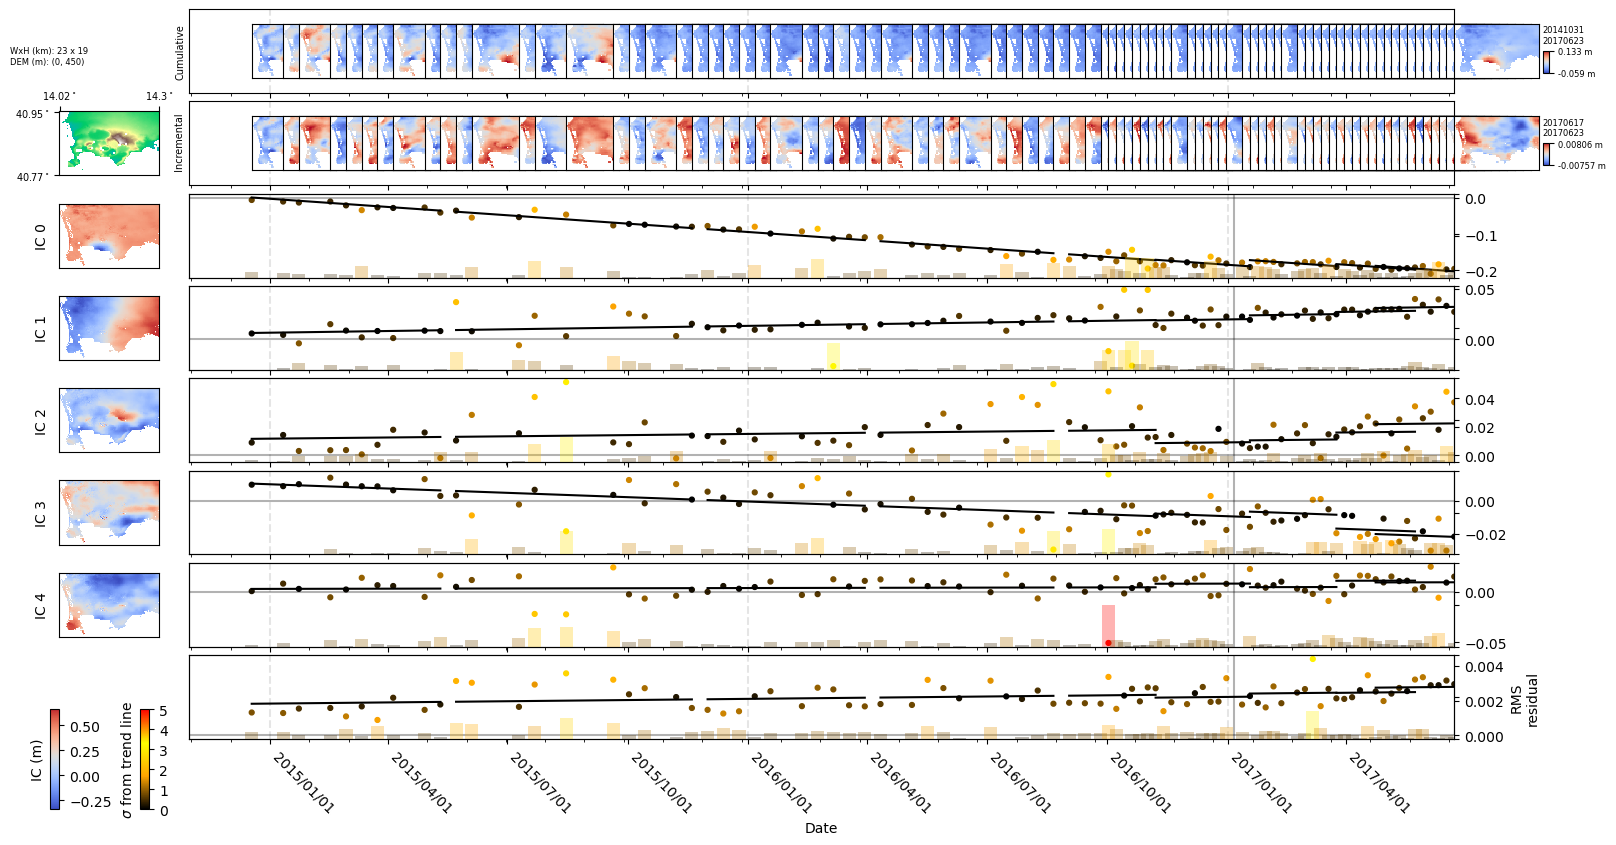 WxH (km): 23 x 19
DEM (m): (0, 450)
Cumulative
20141031
20170623
0.133 m
-0.059 m
14.02°
14.3°
40.95°
40.77°
Incremental
20170617
20170623
0.00806 m
-0.00757 m
IC 0
0.0
−0.1
−0.2
IC 1
0.05
0.00
IC 2
0.04
0.02
0.00
IC 3
0.00
−0.02
IC 4
0.00
−0.05
0.004
0.002
0.000
RMS
residual
IC (m)
0.50
0.25
0.00
−0.25
σ from trend line
5
4
3
2
1
0
2015/01/01
2015/04/01
2015/07/01
2015/10/01
2016/01/01
2016/04/01
2016/07/01
2016/10/01
2017/01/01
2017/04/01
Date